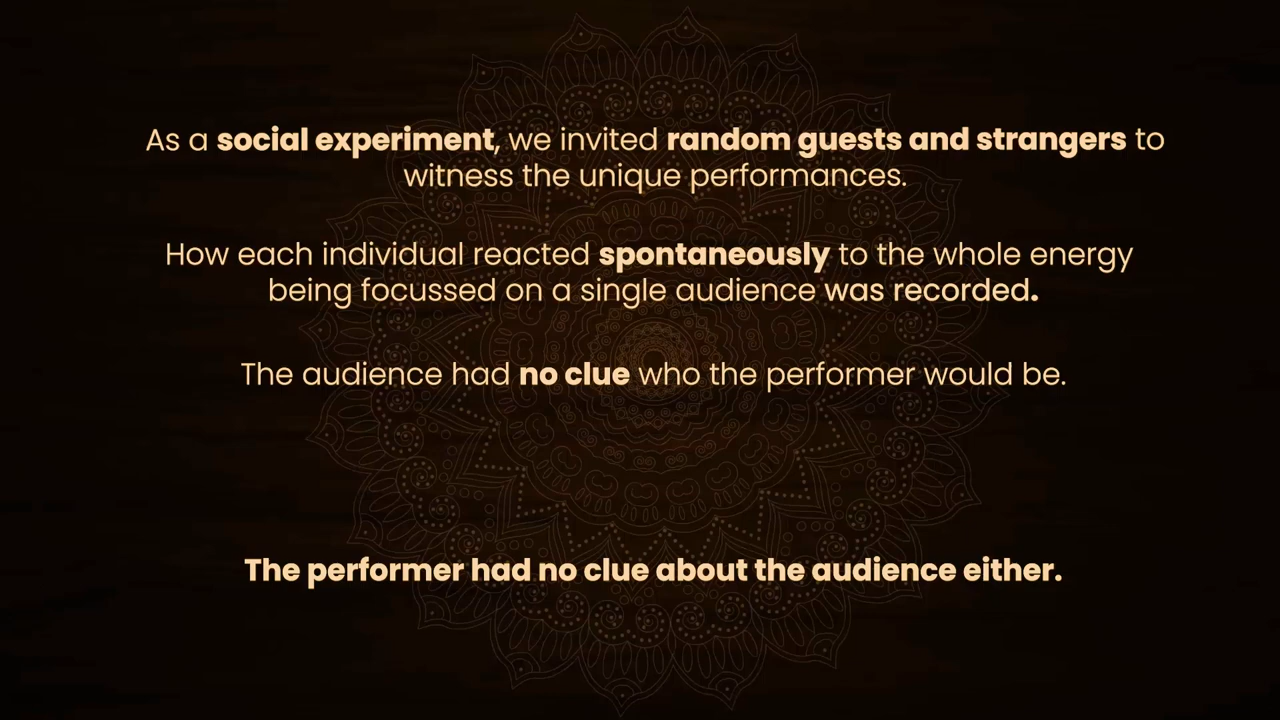 As a social experiment, we invited random guests and strangers to
witness the unique performances.
How each individual reacted spontaneously to the whole energy
being focussed on a single audience was recorded.
The audience had no clue who the performer would be.
The performer had no clue about the audience either.